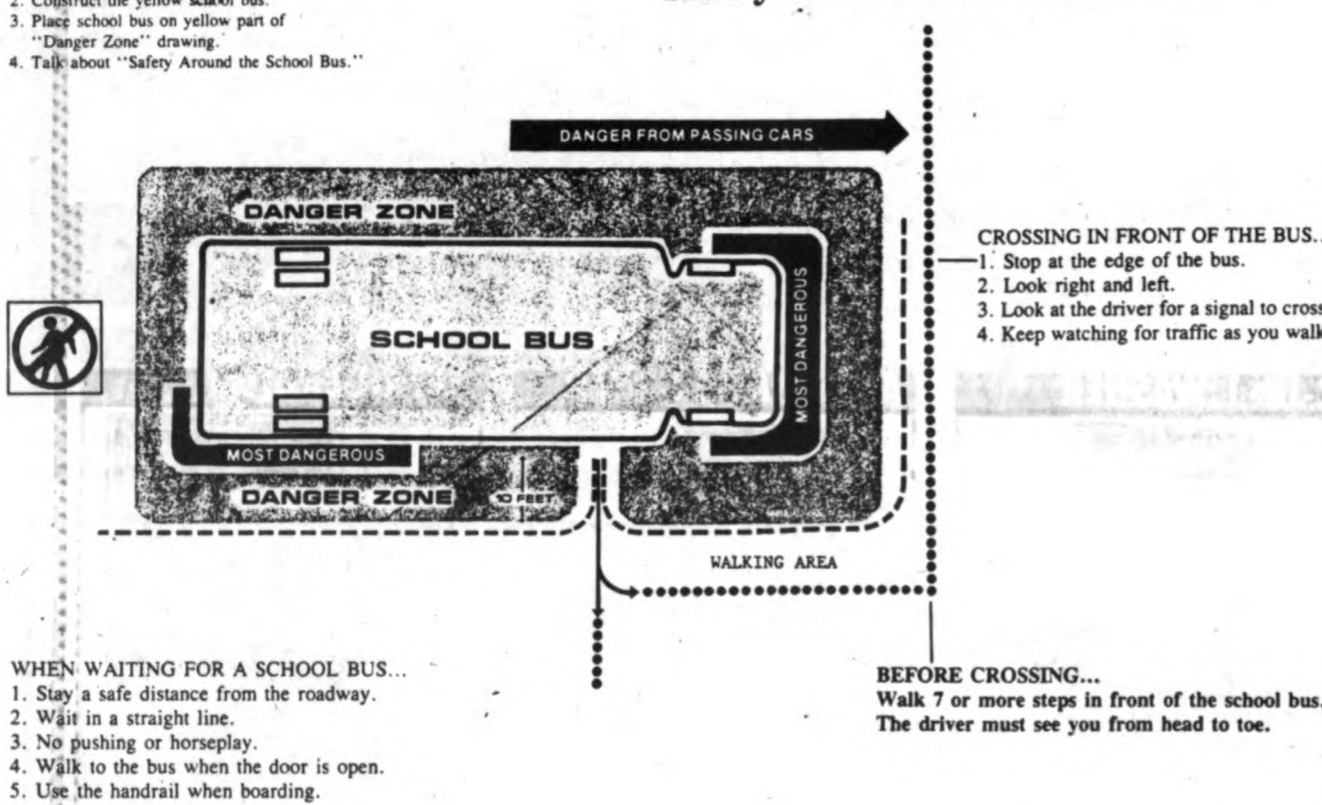 2. Construct the yellow school bus.
3. Place school bus on yellow part of
"Danger Zone" drawing.
4. Talk about "Safety Around the School Bus."
DANGER FROM PASSING CARS
DANGER ZONE
CROSSING IN FRONT OF THE BUS...
1. Stop at the edge of the bus.
2. Look right and left.
3. Look at the driver for a signal to cross
4. Keep watching for traffic as you walk
SCHOOL BUS
MOST DANGEROUS
MOST DANGEROUS
DANGER ZONE
10 FEET
WALKING AREA
WHEN WAITING FOR A SCHOOL BUS...
1. Stay a safe distance from the roadway.
2. Wait in a straight line.
3. No pushing or horseplay.
4. Walk to the bus when the door is open.
5. Use the handrail when boarding.
BEFORE CROSSING...
Walk 7 or more steps in front of the school bus.
The driver must see you from head to toe.